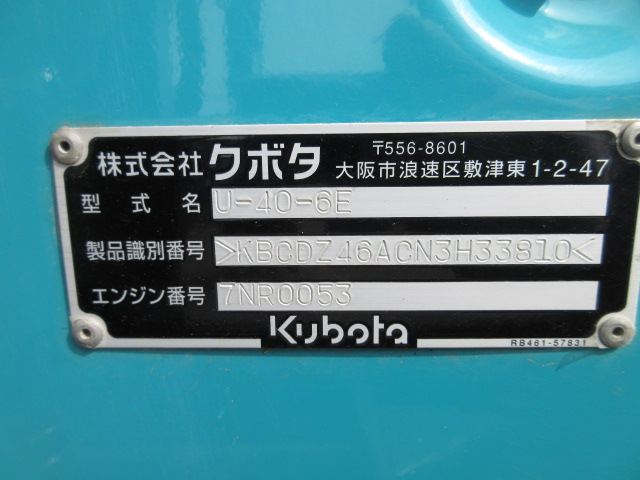 株式会社クボタ 〒556-8601
大阪市浪速区敷津東1-2-47
型式名 U-40-6E
製品識別番号 >KBCDZ46ACN3H33810<
エンジン番号 7NR0053
Kubota
RB461-57831